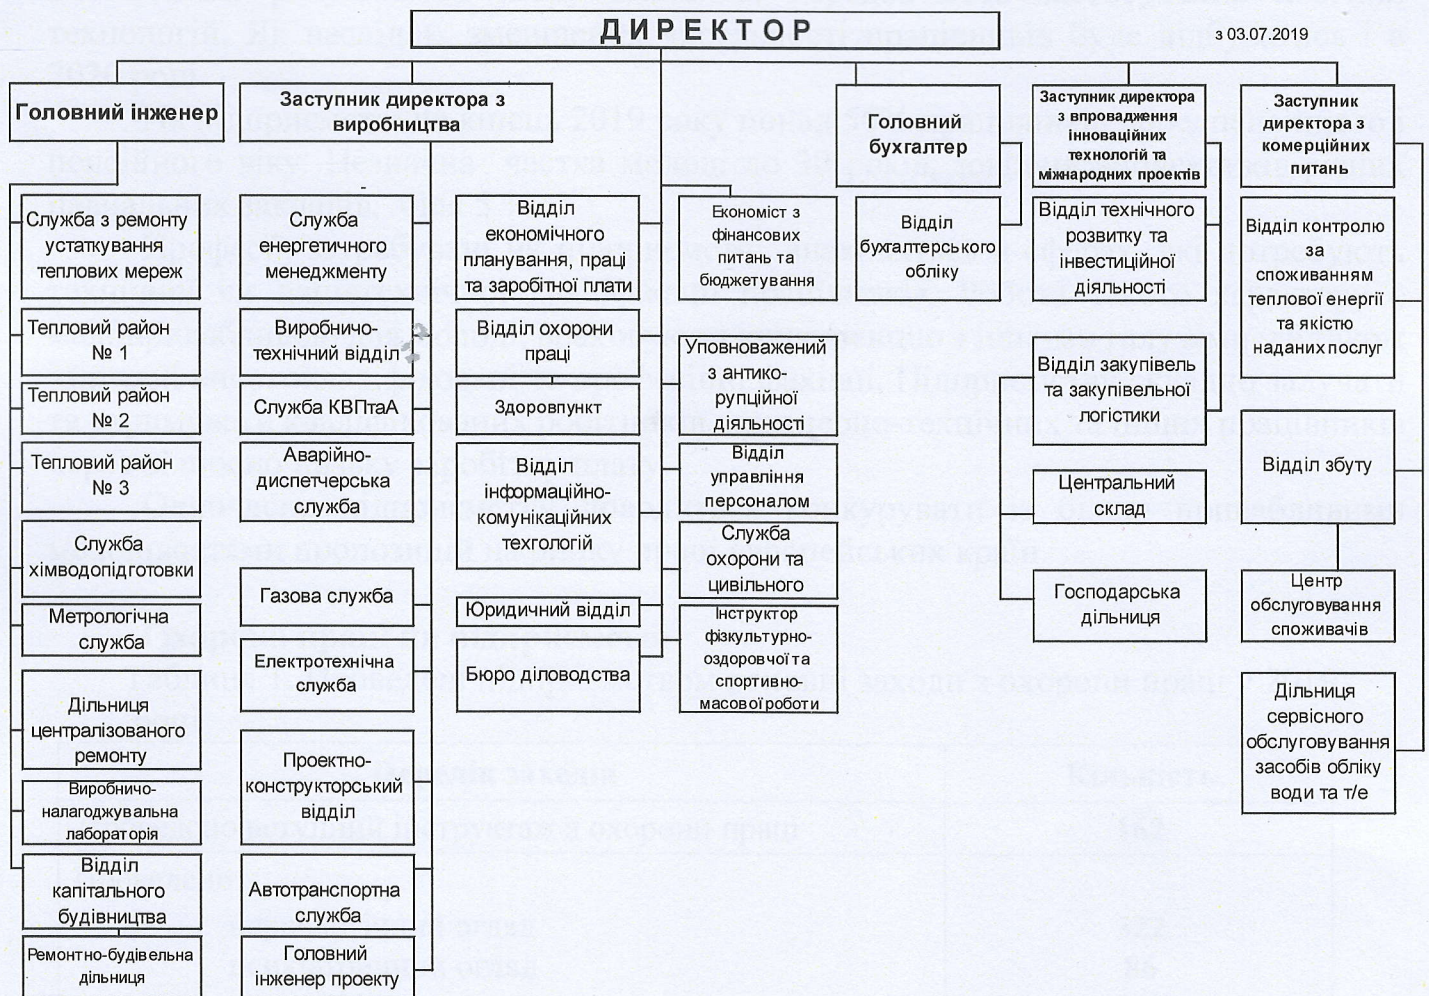 ДИРЕКТОР
з 03.07.2019
Головний інженер
Заступник директора з
виробництва
Головний
бухгалтер
Заступник директора
з впровадження
інноваційних
технологій та
міжнародних проектів
Заступник
директора з
комерційних
питань
Служба з ремонту
устаткування
теплових мереж
Тепловий район
№ 1
Тепловий район
№ 2
Тепловий район
№ 3
Служба
хімводопідготовки
Метрологічна
служба
Дільниця
централізованого
ремонту
Виробничо-
налагоджувальна
лабораторія
Відділ
капітального
будівництва
Ремонтно-будівельна
дільниця
Служба
енергетичного
менеджменту
Виробничо-
технічний відділ
Служба КВПтаА
Аварійно-
диспетчерська
служба
Газова служба
Електротехнічна
служба
Проектно-
конструкторський
відділ
Автотранспортна
служба
Головний
інженер проекту
Відділ
економічного
планування, праці
та заробітної плати
Відділ охорони
праці
Здоровпункт
Відділ
інформаційно-
комунікаційних
техгологій
Юридичний відділ
Бюро діловодства
Економіст з
фінансових
питань та
бюджетування
Уповноважений
з антико-
рупційної
діяльності
Відділ
управління
персоналом
Служба
охорони та
цивільного
Інструктор
фізкультурно-
оздоровчої та
спортивно-
масової роботи
Відділ
бухгалтерського
обліку
Відділ технічного
розвитку та
інвестиційної
діяльності
Відділ закупівель
та закупівельної
логістики
Центральний
склад
Господарська
дільниця
Відділ контролю
за
споживанням
теплової енергії
та якістю
наданих послуг
Відділ збуту
Центр
обслуговування
споживачів
Дільниця
сервісного
обслуговування
засобів обліку
води та т/е